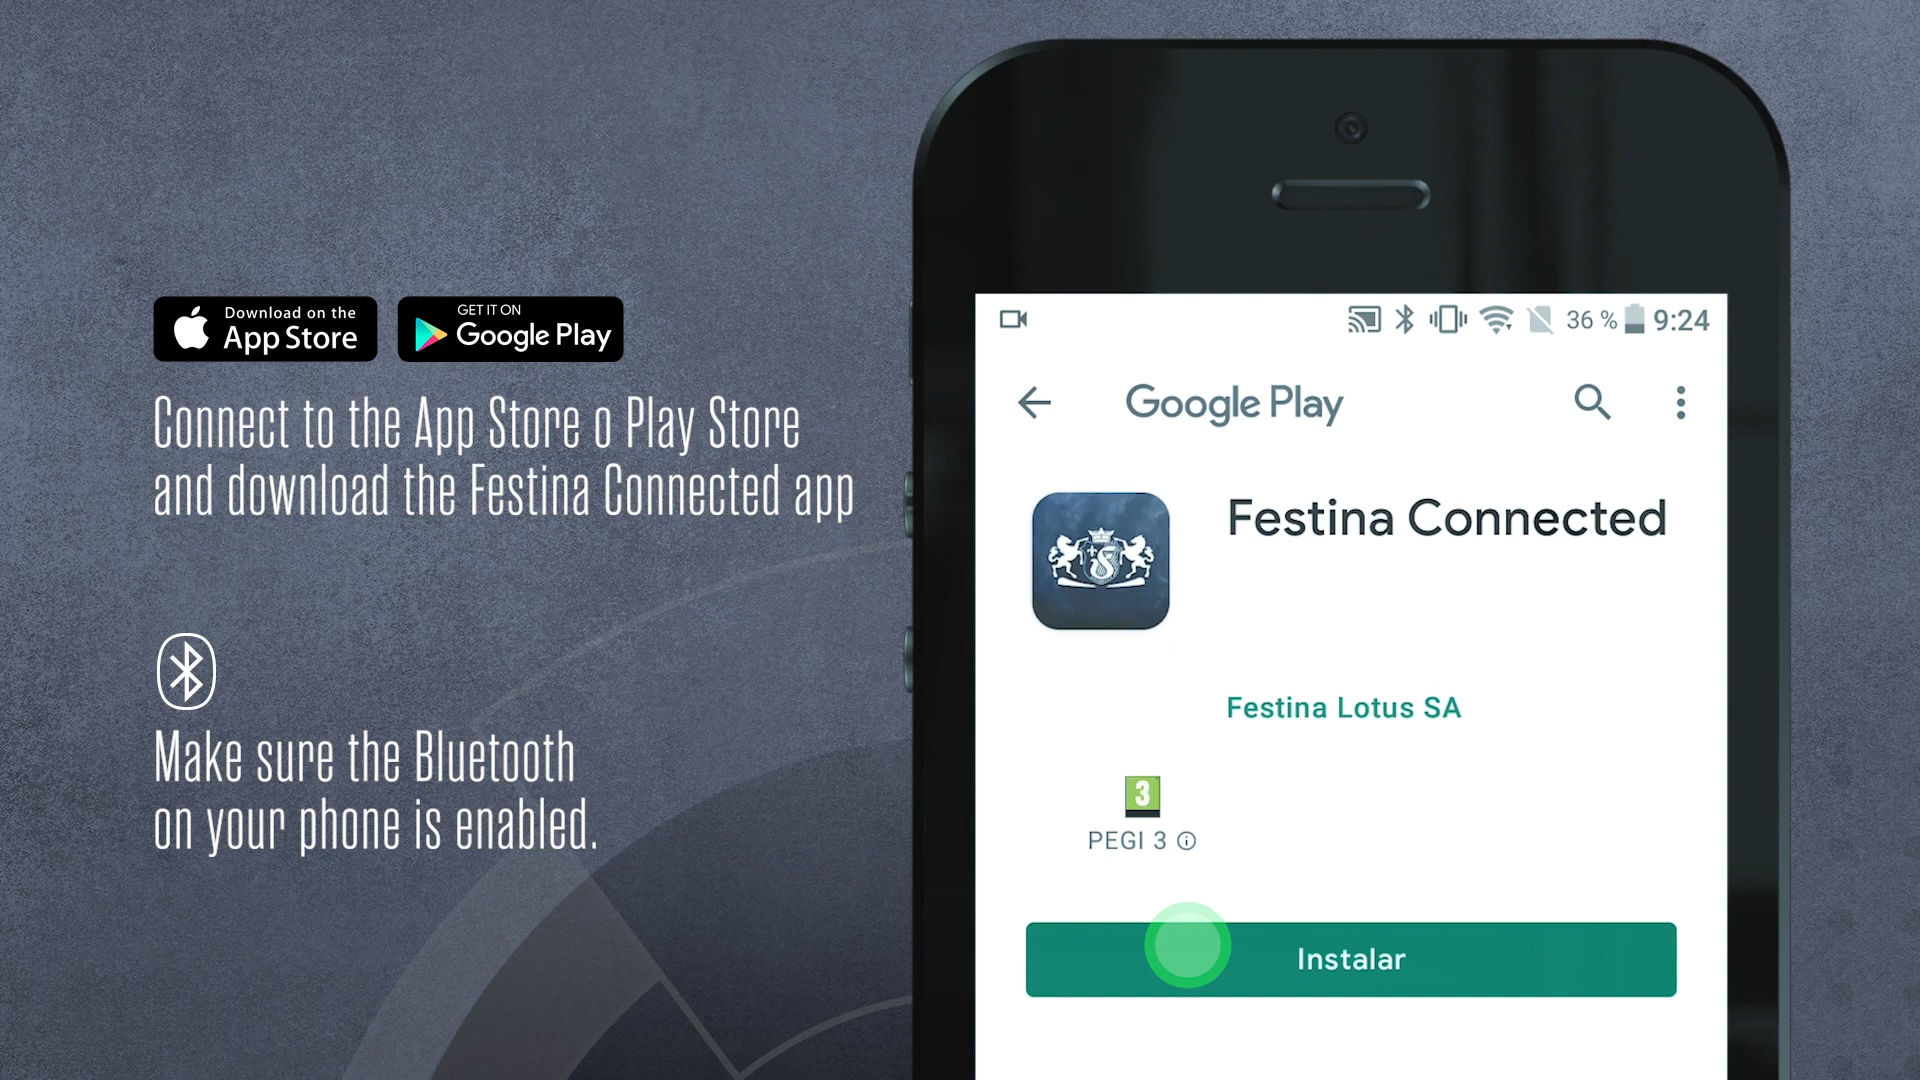 Download on the
App Store
GET IT ON
Google Play
Connect to the App Store o Play Store
and download the Festina Connected app
Make sure the Bluetooth
on your phone is enabled.
36 % 9:24
Google Play
Festina Connected
Festina Lotus SA
3
PEGI 3
Instalar